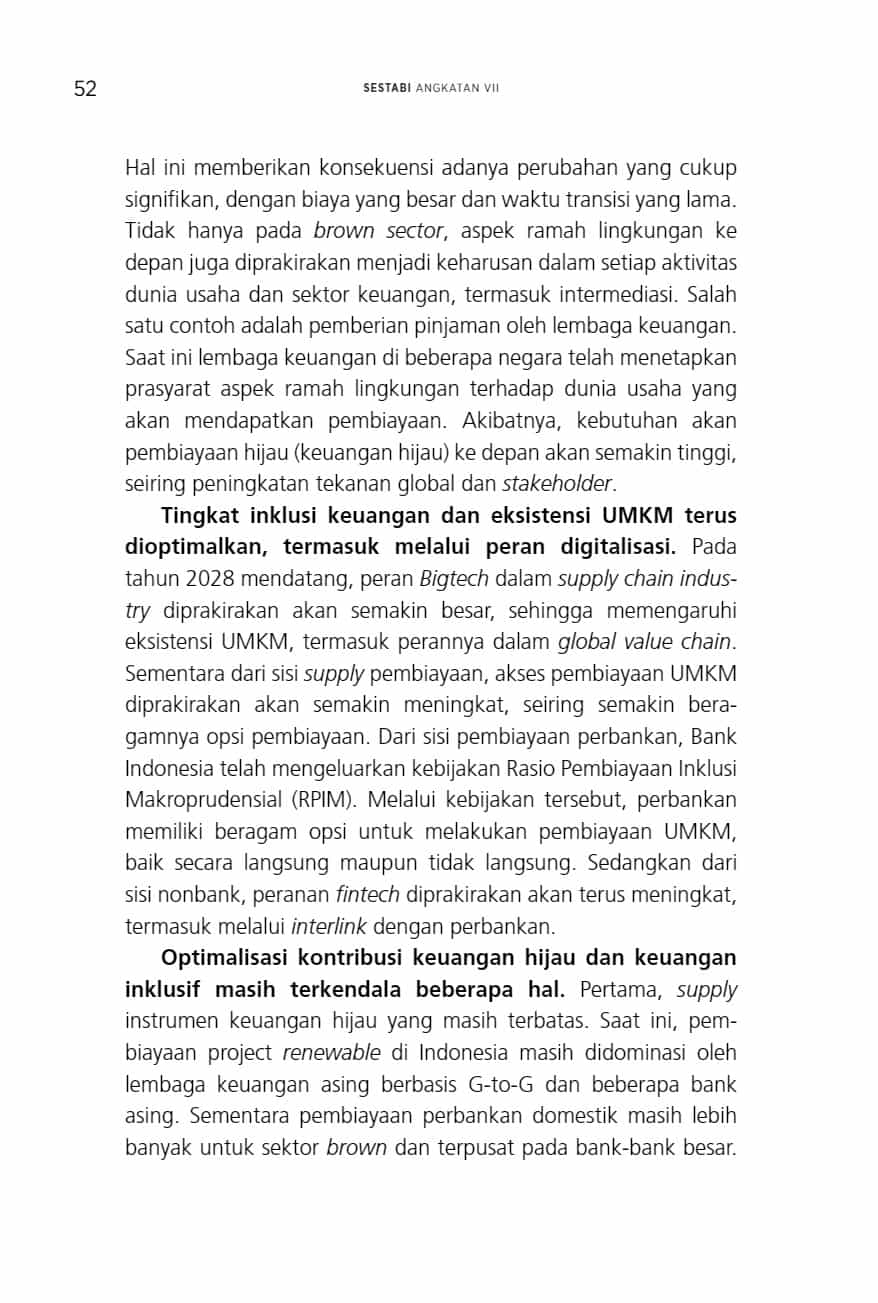 52
SESTABI ANGKATAN VII
Hal ini memberikan konsekuensi adanya perubahan yang cukup
signifikan, dengan biaya yang besar dan waktu transisi yang lama.
Tidak hanya pada brown sector, aspek ramah lingkungan ke
depan juga diprakirakan menjadi keharusan dalam setiap aktivitas
dunia usaha dan sektor keuangan, termasuk intermediasi. Salah
satu contoh adalah pemberian pinjaman oleh lembaga keuangan.
Saat ini lembaga keuangan di beberapa negara telah menetapkan
prasyarat aspek ramah lingkungan terhadap dunia usaha yang
akan mendapatkan pembiayaan. Akibatnya, kebutuhan akan
pembiayaan hijau (keuangan hijau) ke depan akan semakin tinggi,
seiring peningkatan tekanan global dan stakeholder.
Tingkat inklusi keuangan dan eksistensi UMKM terus
dioptimalkan, termasuk melalui peran digitalisasi. Pada
tahun 2028 mendatang, peran Bigtech dalam supply chain indus-
try diprakirakan akan semakin besar, sehingga memengaruhi
eksistensi UMKM, termasuk perannya dalam global value chain.
Sementara dari sisi supply pembiayaan, akses pembiayaan UMKM
diprakirakan akan semakin meningkat, seiring semakin bera-
gamnya opsi pembiayaan. Dari sisi pembiayaan perbankan, Bank
Indonesia telah mengeluarkan kebijakan Rasio Pembiayaan Inklusi
Makroprudensial (RPIM). Melalui kebijakan tersebut, perbankan
memiliki beragam opsi untuk melakukan pembiayaan UMKM,
baik secara langsung maupun tidak langsung. Sedangkan dari
sisi nonbank, peranan fintech diprakirakan akan terus meningkat,
termasuk melalui interlink dengan perbankan.
Optimalisasi kontribusi keuangan hijau dan keuangan
inklusif masih terkendala beberapa hal. Pertama, supply
instrumen keuangan hijau yang masih terbatas. Saat ini, pem-
biayaan project renewable di Indonesia masih didominasi oleh
lembaga keuangan asing berbasis G-to-G dan beberapa bank
asing. Sementara pembiayaan perbankan domestik masih lebih
banyak untuk sektor brown dan terpusat pada bank-bank besar.